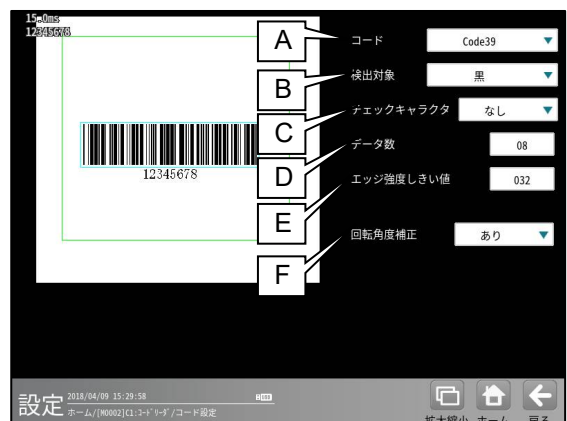 15.0ms
12345678
12345678
A
コード
Code39
B
検出対象
黒
C
チェックキャラクタ
なし
D
データ数
08
E
エッジ強度しきい値
032
F
回転角度補正
あり
設定
2018/04/09 15:29:58
ホーム/[M0002]C1:ｺｰﾄﾞﾘｰﾀﾞ/コード設定
拡大縮小 ホーム 戻る